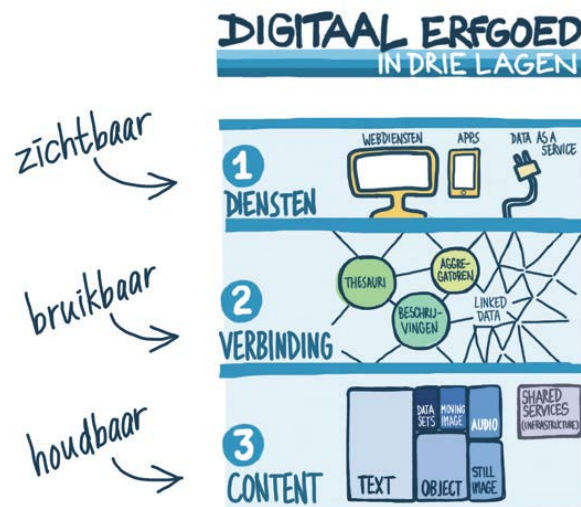 DIGITAAL ERFGOED
IN DRIE LAGEN
zichtbaar
1
DIENSTEN
WEBDIENSTEN
APPS
DATA AS A
SERVICE
bruikbaar
2
VERBINDING
THESAURI
AGGRE-
GATOREN
BESCHRIJ-
VINGEN
LINKED
DATA
houdbaar
3
CONTENT
TEXT
DATA
SETS
MOVING
IMAGE
AUDIO
OBJECT
STILL
IMAGE
SHARED
SERVICES
(INFRASTRUCTURE)